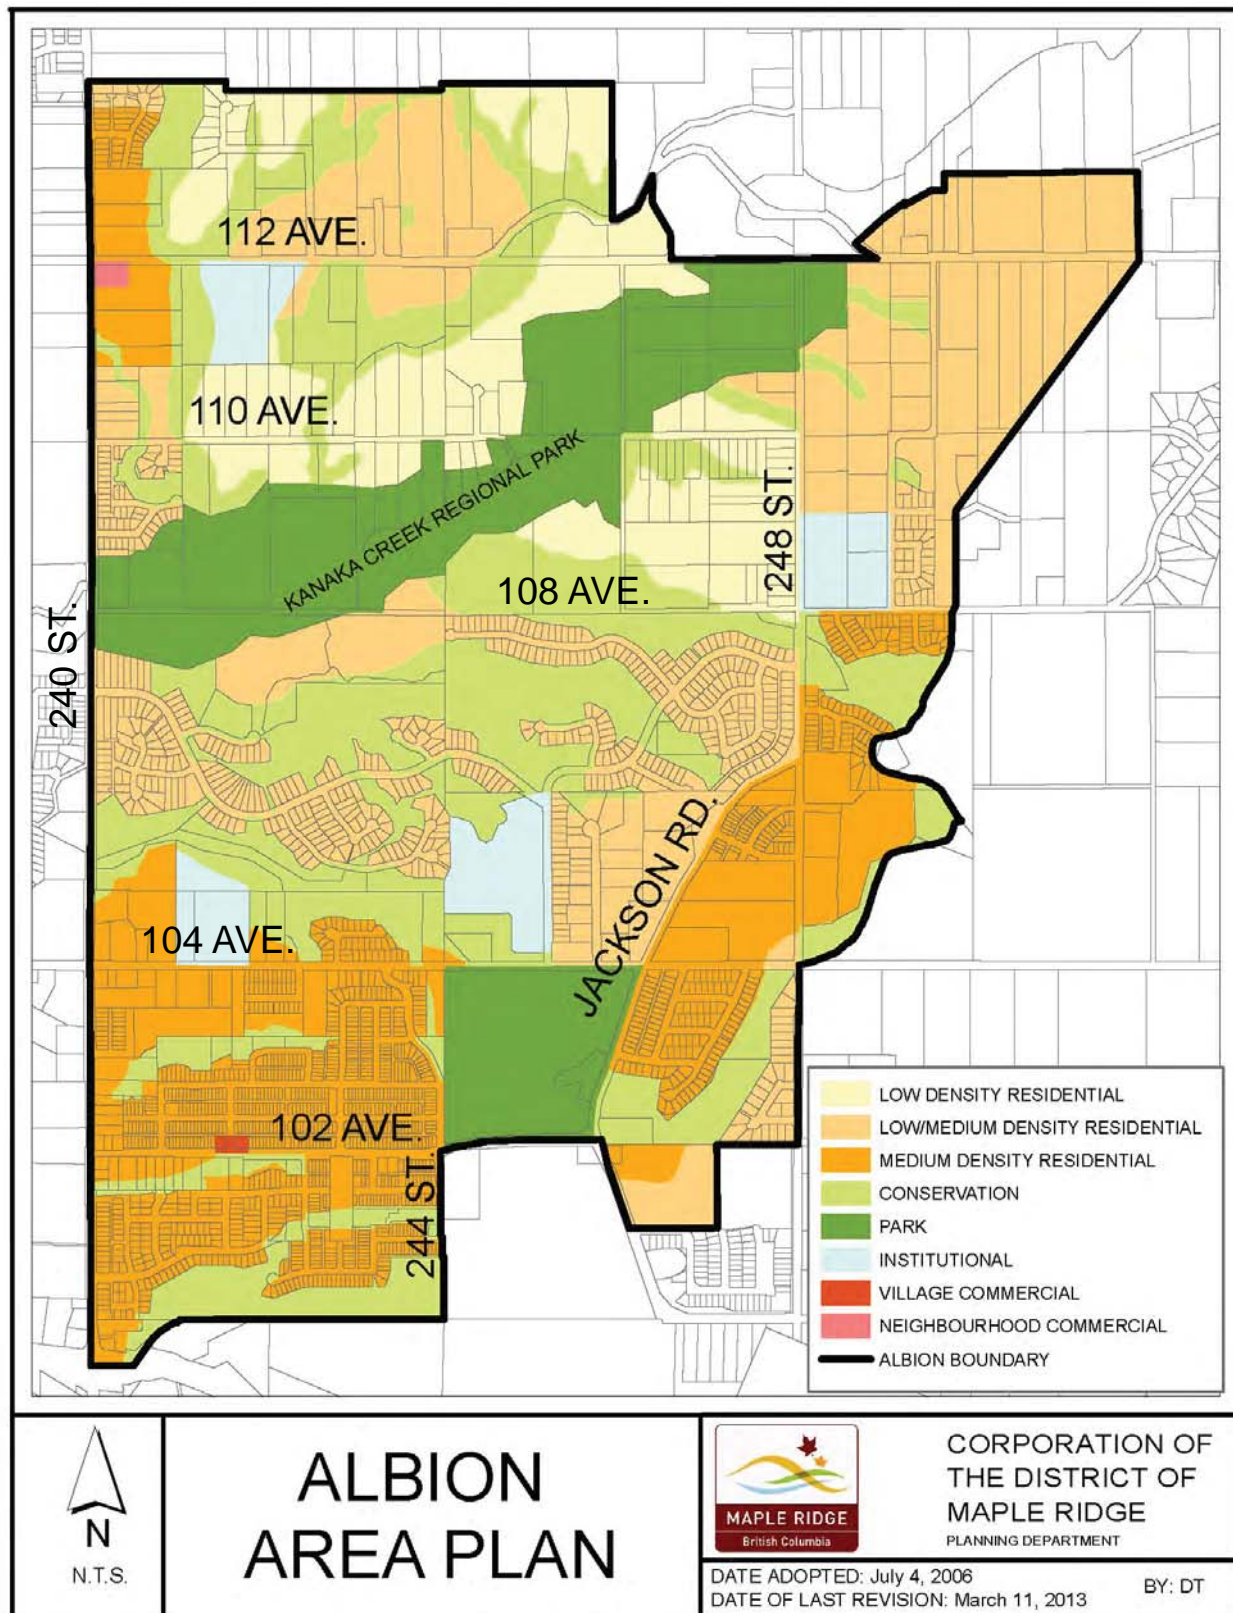 112 AVE.
110 AVE.
KANAKA CREEK REGIONAL PARK
248 ST.
108 AVE.
240 ST.
JACKSON RD.
104 AVE.
102 AVE.
244 ST.
LOW DENSITY RESIDENTIAL
LOW/MEDIUM DENSITY RESIDENTIAL
MEDIUM DENSITY RESIDENTIAL
CONSERVATION
PARK
INSTITUTIONAL
VILLAGE COMMERCIAL
NEIGHBOURHOOD COMMERCIAL
ALBION BOUNDARY
N
N.T.S.
ALBION
AREA PLAN
MAPLE RIDGE
British Columbia
CORPORATION OF
THE DISTRICT OF
MAPLE RIDGE
PLANNING DEPARTMENT
DATE ADOPTED: July 4, 2006
DATE OF LAST REVISION: March 11, 2013
BY: DT